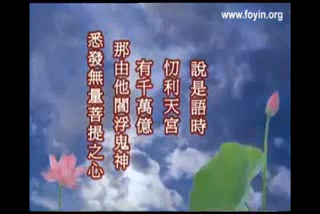 www.foyin.org
說是語時
忉利天宮
有千萬億
那由他閻浮鬼神
悉發無量菩提之心